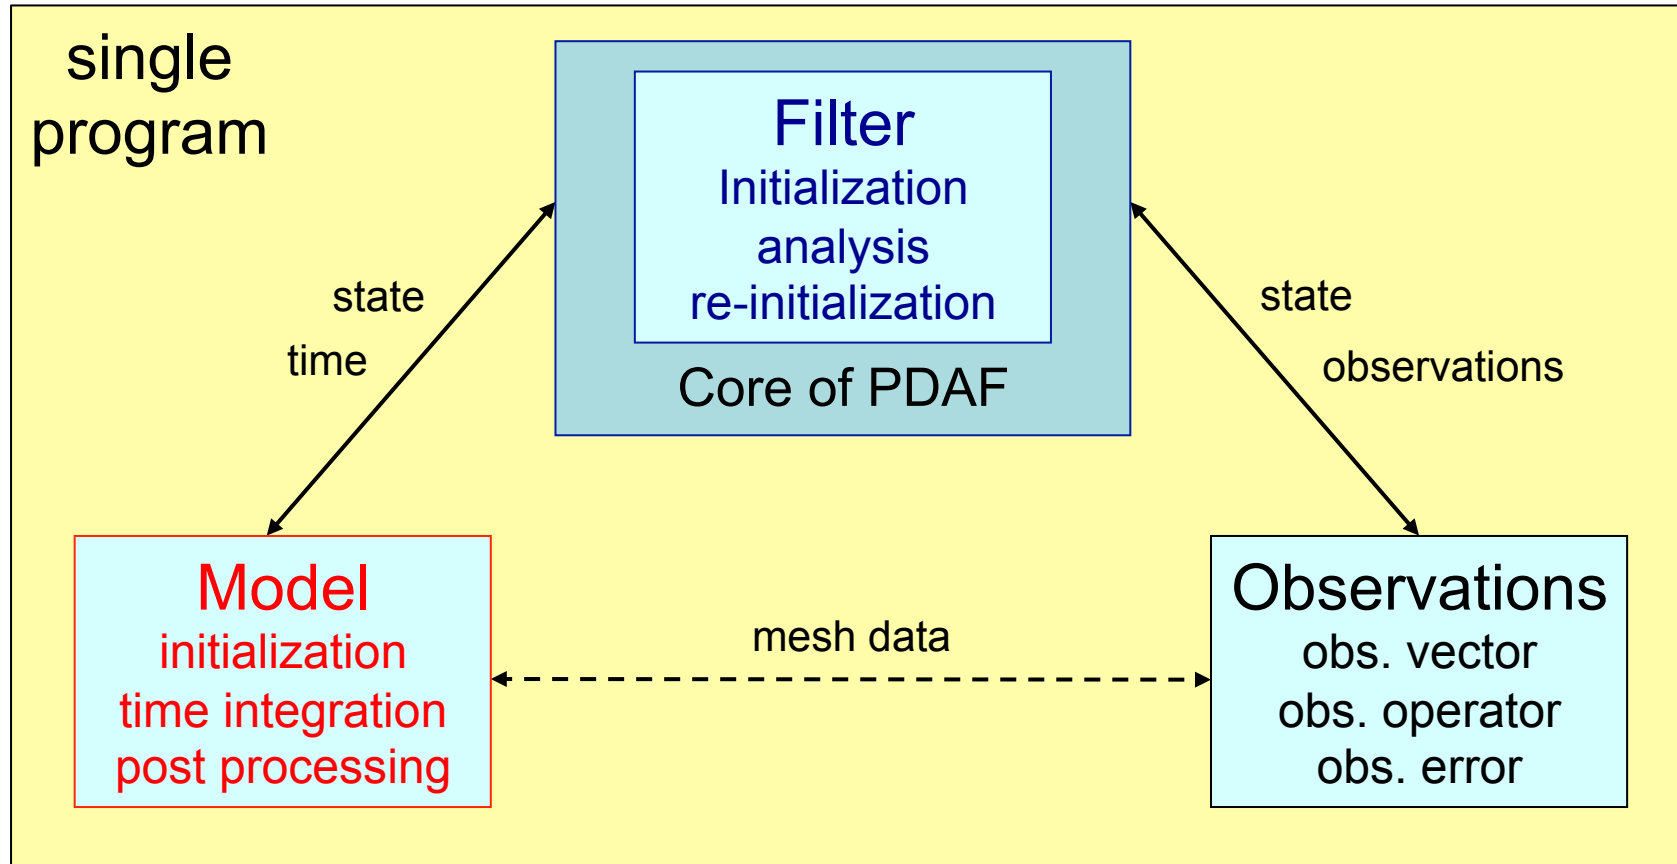 single
program
Filter
Initialization
analysis
re-initialization
Core of PDAF
state
time
state
observations
Model
initialization
time integration
post processing
mesh data
Observations
obs. vector
obs. operator
obs. error